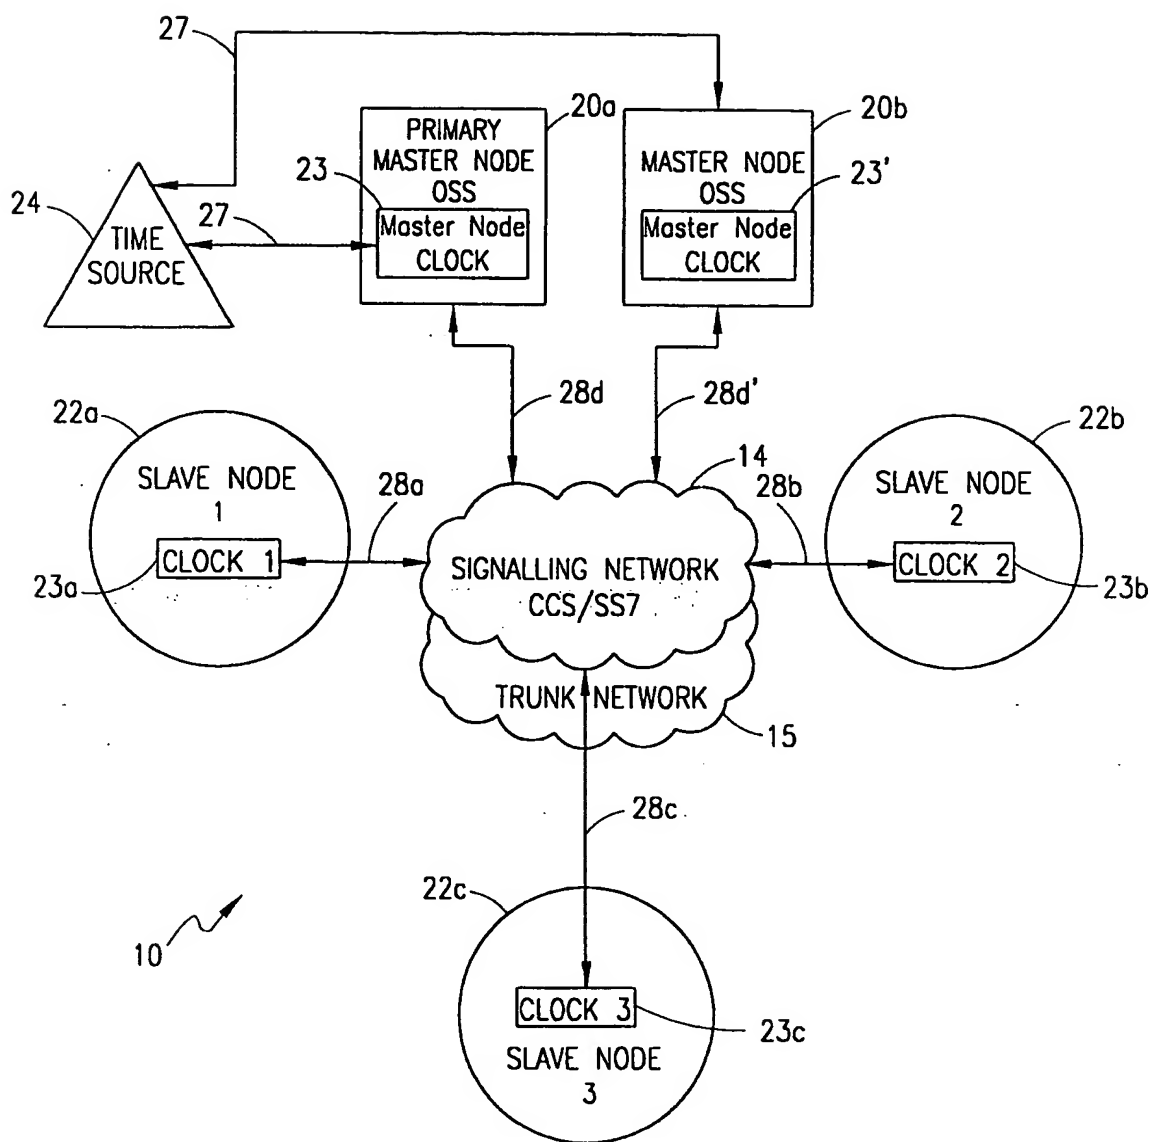 27
20a
20b
PRIMARY
MASTER NODE
OSS
23
Master Node
CLOCK
MASTER NODE
OSS
23'
Master Node
CLOCK
24
27
TIME
SOURCE
28d
28d'
22a
22b
14
SLAVE NODE
1
28a
CLOCK 1
23a
28b
SLAVE NODE
2
CLOCK 2
23b
SIGNALLING NETWORK
CCS/SS7
TRUNK NETWORK
15
28c
22c
10
CLOCK 3
23c
SLAVE NODE
3